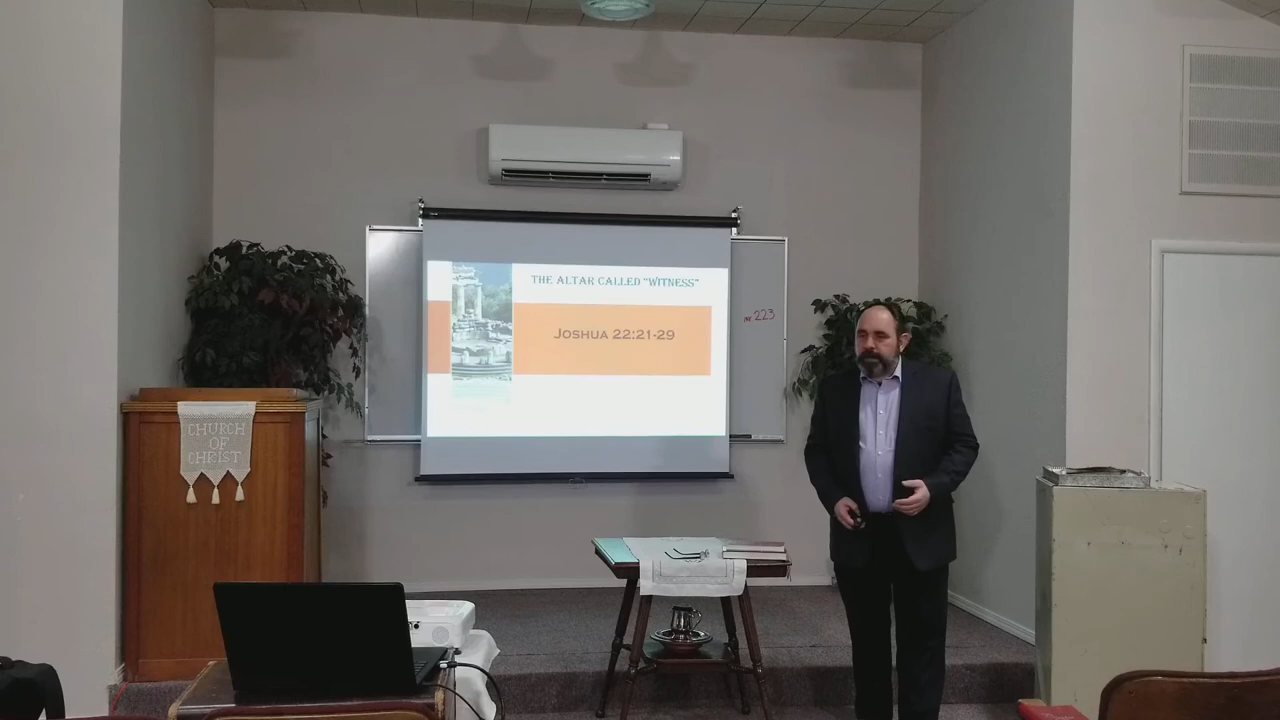 THE ALTAR CALLED "WITNESS"
JOSHUA 22:21-29
223
CHURCH
OF
CHRIST